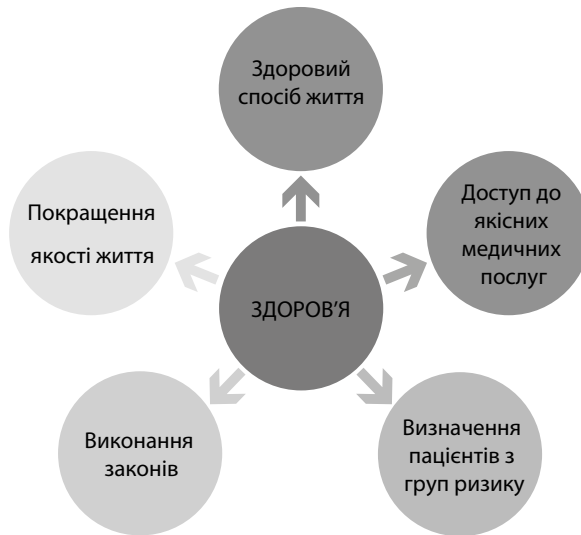 Здоровий
спосіб життя
Покращення
якості життя
Доступ до
якісних
медичних
послуг
ЗДОРОВ’Я
Виконання
законів
Визначення
пацієнтів з
груп ризику